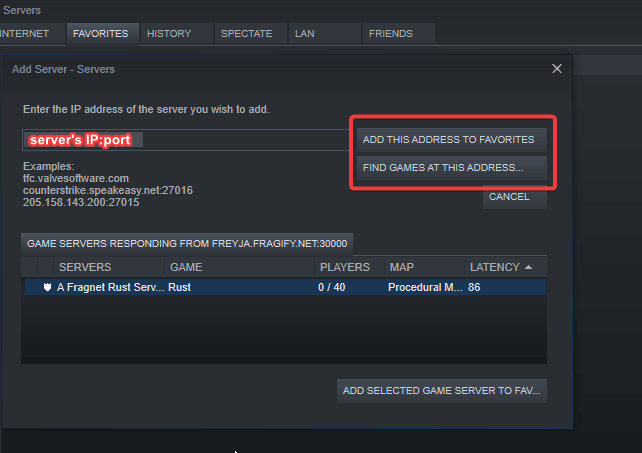 Servers
INTERNET FAVORITES HISTORY SPECTATE LAN FRIENDS
Add Server - Servers
Enter the IP address of the server you wish to add.
server's IP:port
ADD THIS ADDRESS TO FAVORITES
Examples:
FIND GAMES AT THIS ADDRESS...
tfc.valvesoftware.com
counterstrike.speakeasy.net:27016
205.158.143.200:27015
CANCEL
GAME SERVERS RESPONDING FROM FREYJA.FRAGIFY.NET:30000
SERVERS GAME PLAYERS MAP LATENCY
A Fragnet Rust Serv... Rust 0 / 40 Procedural M... 86
ADD SELECTED GAME SERVER TO FAV...